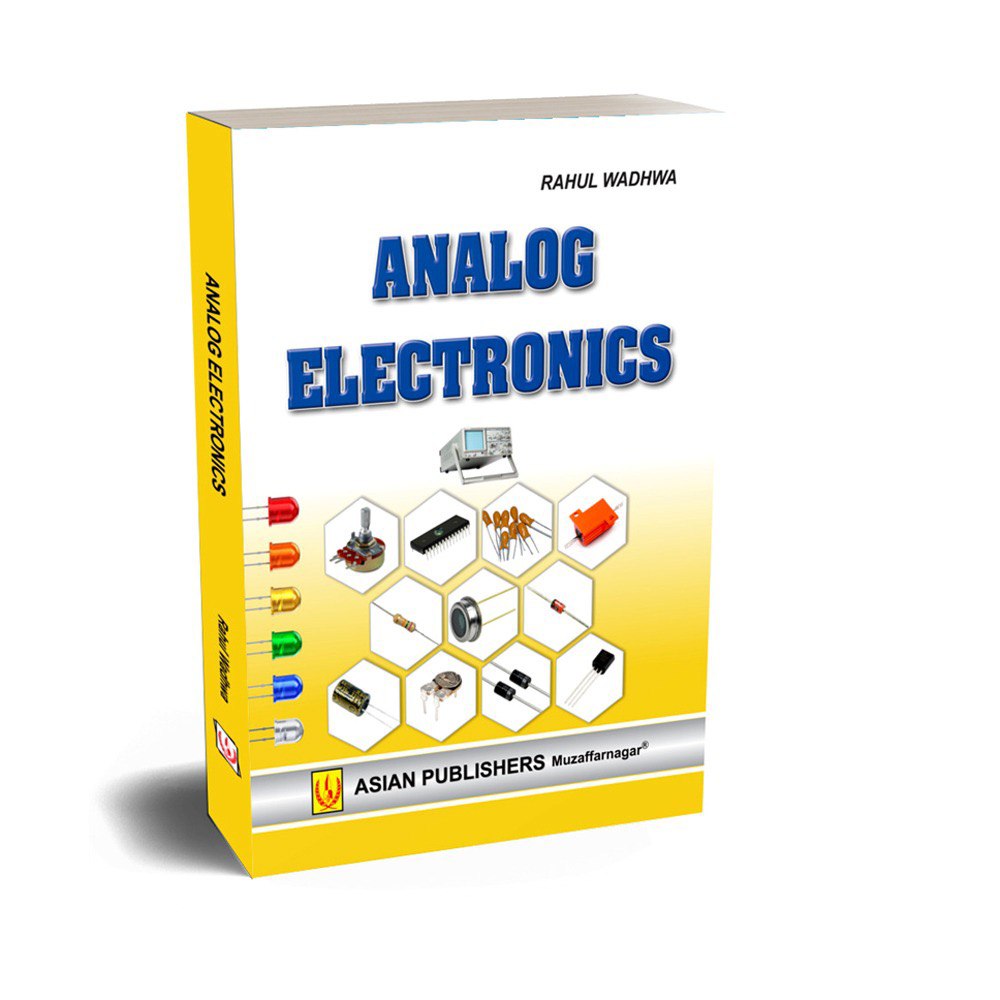 RAHUL WADHWA
ANALOG
ELECTRONICS
ASIAN PUBLISHERS Muzaffarnagar®
ANALOG ELECTRONICS
Rahul Wadhwa